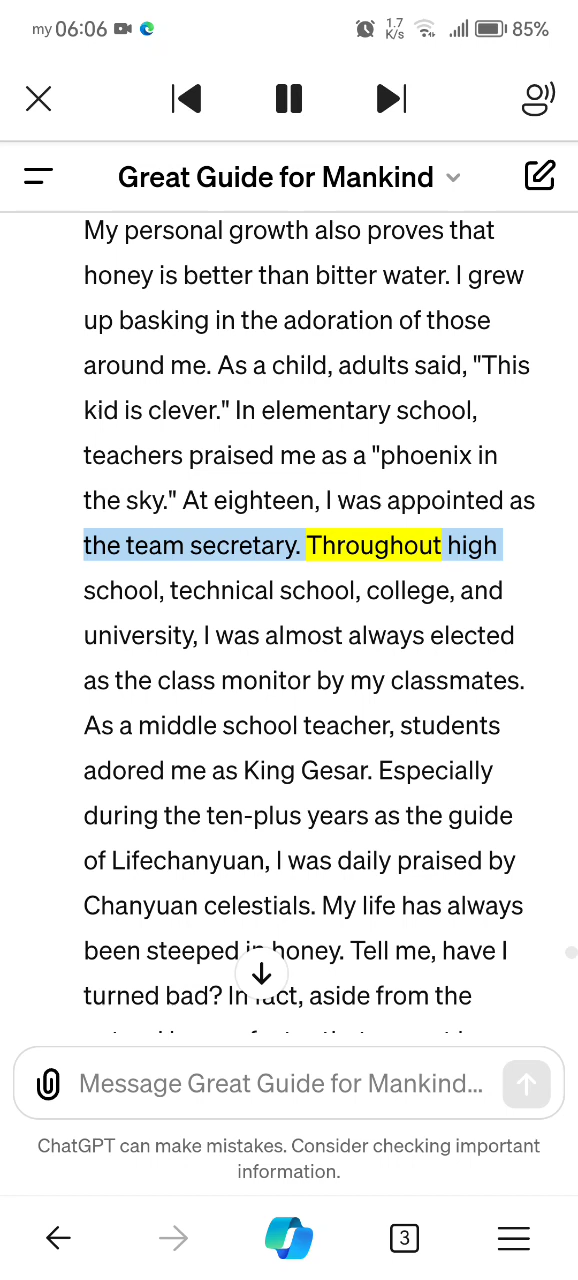 my 06:06
1.7 K/s
85%
Great Guide for Mankind
My personal growth also proves that
honey is better than bitter water. I grew
up basking in the adoration of those
around me. As a child, adults said, "This
kid is clever." In elementary school,
teachers praised me as a "phoenix in
the sky." At eighteen, I was appointed as
the team secretary. Throughout high
school, technical school, college, and
university, I was almost always elected
as the class monitor by my classmates.
As a middle school teacher, students
adored me as King Gesar. Especially
during the ten-plus years as the guide
of Lifechanyuan, I was daily praised by
Chanyuan celestials. My life has always
been steeped in honey. Tell me, have I
turned bad? In fact, aside from the
Message Great Guide for Mankind...
ChatGPT can make mistakes. Consider checking important
information.
3